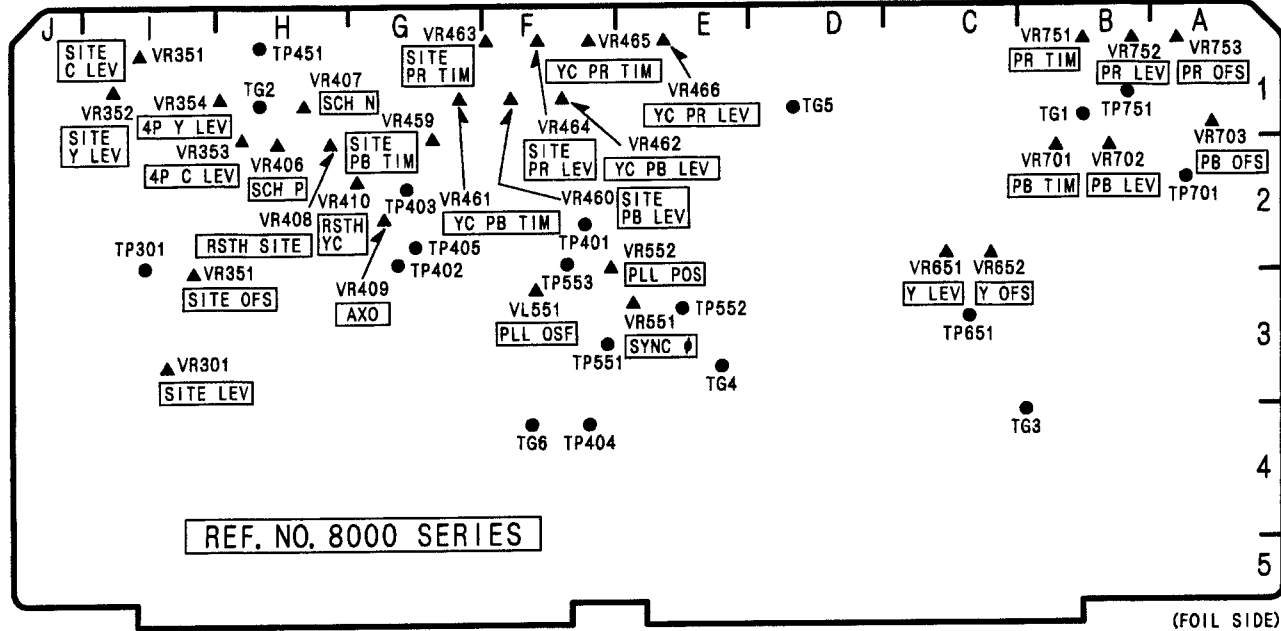 J I H G F E D C B A
SITE
C LEV
VR351
TP451
VR463
SITE
PR TIM
VR465
YC PR TIM
VR466
YC PR LEV
VR751
PR TIM
VR752
PR LEV
VR753
PR OFS
1
VR352
SITE
Y LEV
VR354
4P Y LEV
TG2
VR407
SCH N
VR459
SITE
PB TIM
VR464
SITE
PR LEV
VR462
YC PB LEV
TG5
TG1
TP751
VR703
PB OFS
VR353
4P C LEV
VR406
SCH P
VR408
RSTH SITE
VR410
RSTH
YC
TP403
VR461
YC PB TIM
VR460
SITE
PB LEV
VR701
PB TIM
VR702
PB LEV
TP701
2
TP301
VR351
SITE OFS
VR409
AXO
TP405
TP402
TP401
TP553
VR552
PLL POS
VR651
Y LEV
VR652
Y OFS
VL551
PLL OSF
VR551
SYNC ϕ
TP552
TP651
3
VR301
SITE LEV
TP551
TG4
TG6
TP404
TG3
4
REF. NO. 8000 SERIES
5
(FOIL SIDE)